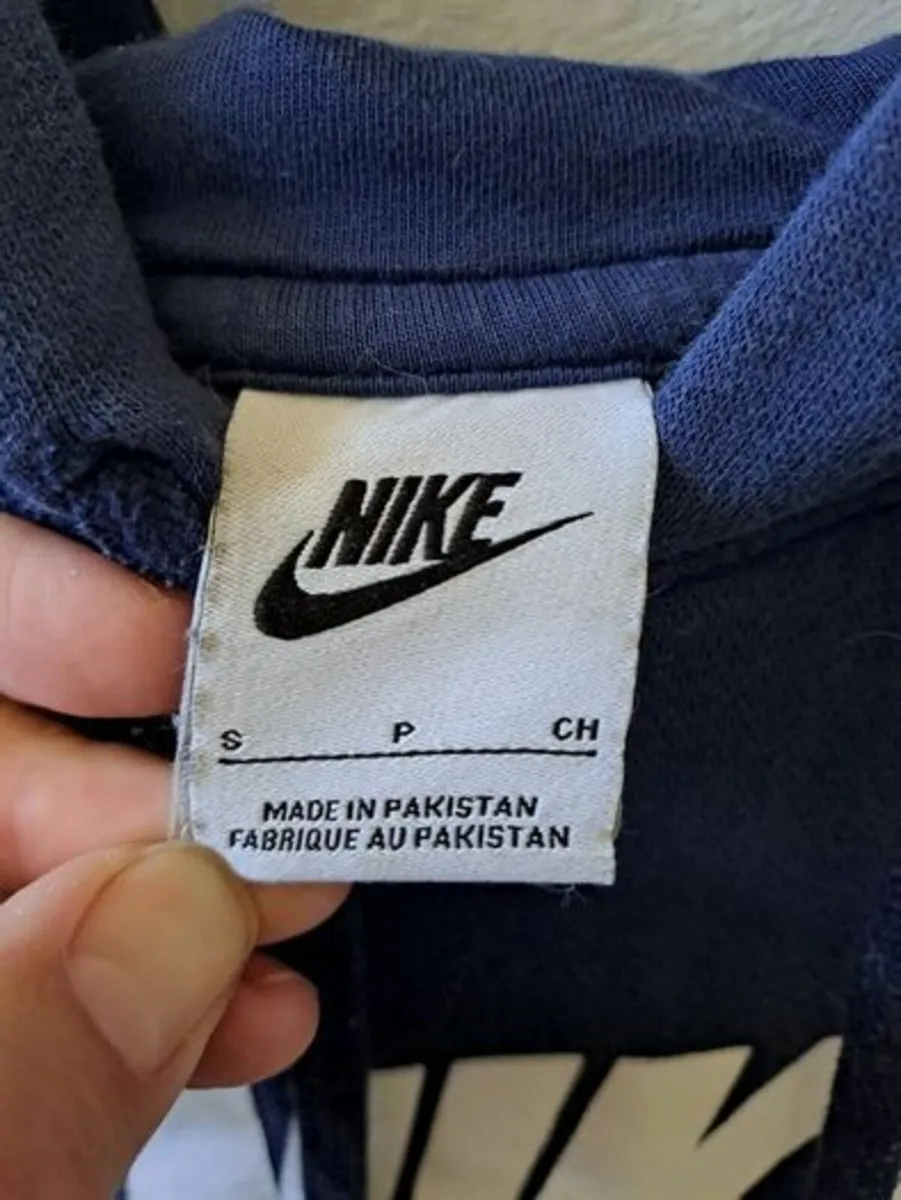 NIKE
S P CH
MADE IN PAKISTAN
FABRIQUE AU PAKISTAN